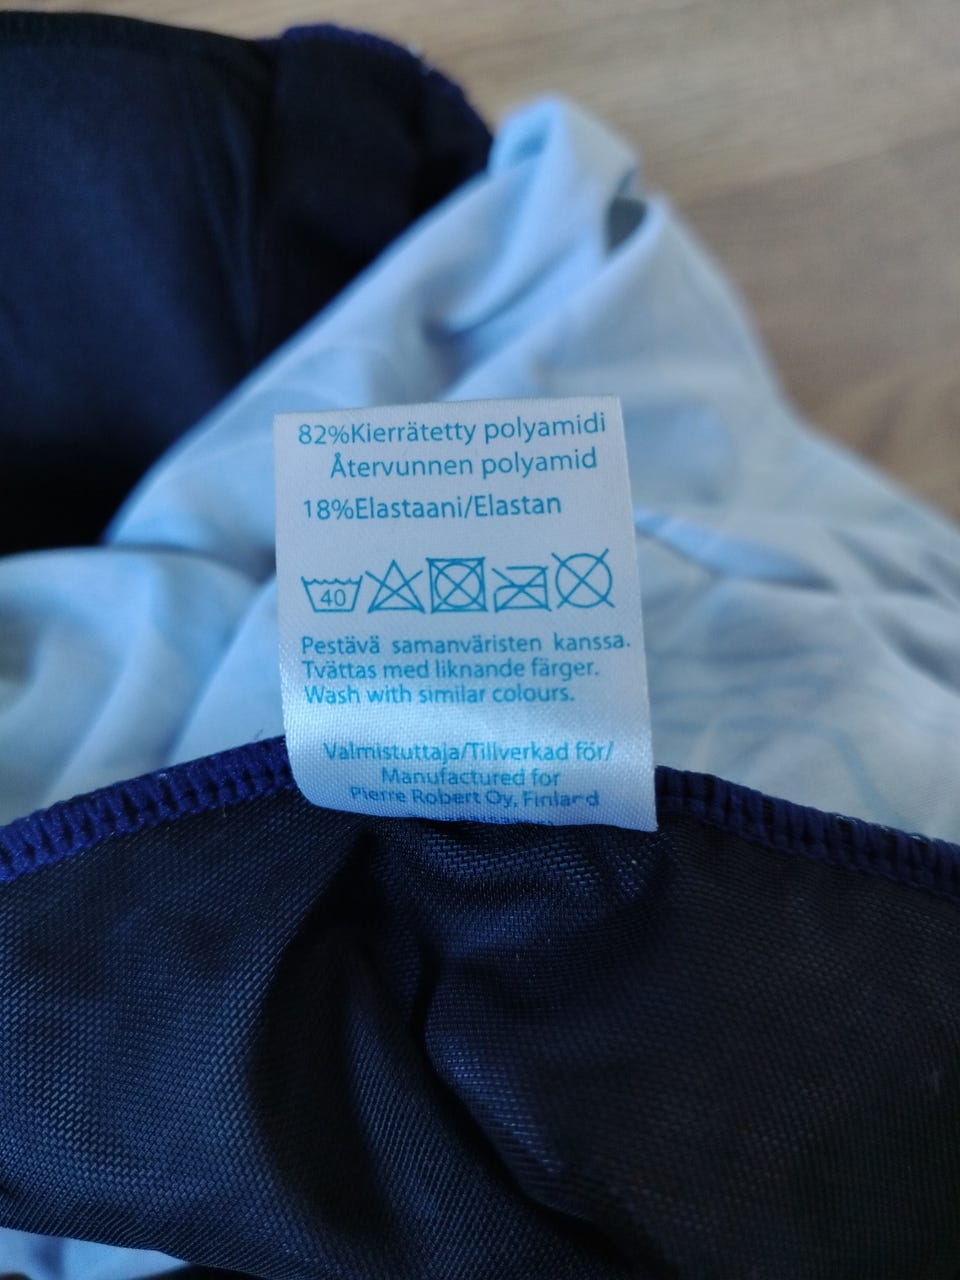 82%Kierrätetty polyamidi
Återvunnen polyamid
18%Elastaani/Elastan
40
Pestävä samanväristen kanssa.
Tvättas med liknande färger.
Wash with similar colours.
Valmistuttaja/Tillverkad för/
Manufactured for
Pierre Robert Oy, Finland